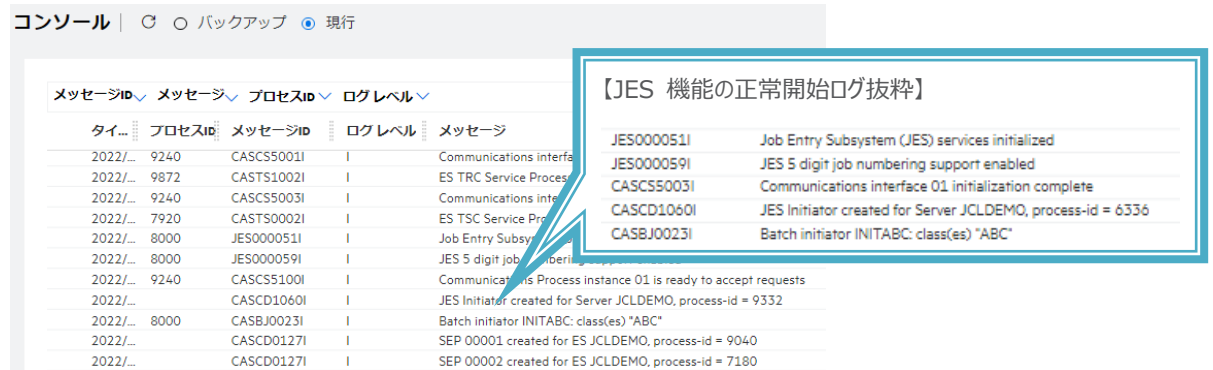 コンソール | バックアップ 現行
メッセージID メッセージ プロセスID ログレベル
タイ... プロセスID メッセージID ログレベル メッセージ
2022/... 9240 CASCS5001I I Communications interfa
2022/... 9872 CASTS1002I I ES TRC Service Process
2022/... 9240 CASCS5003I I Communications inte
2022/... 7920 CASTS0002I I ES TSC Service Pr
2022/... 8000 JES000051I I Job Entry Subsy
2022/... 8000 JES000059I I JES 5 digit job
2022/... 9240 CASCS5100I I Communications Process instance 01 is ready to accept requests
2022/... CASCD1060I I JES Initiator created for Server JCLDEMO, process-id = 9332
2022/... 8000 CASBJ0023I I Batch initiator INITABC: class(es) "ABC"
2022/... CASCD0127I I SEP 00001 created for ES JCLDEMO, process-id = 9040
2022/... CASCD0127I I SEP 00002 created for ES JCLDEMO, process-id = 7180
【JES 機能の正常開始ログ抜粋】
JES000051I Job Entry Subsystem (JES) services initialized
JES000059I JES 5 digit job numbering support enabled
CASCS5003I Communications interface 01 initialization complete
CASCD1060I JES Initiator created for Server JCLDEMO, process-id = 6336
CASBJ0023I Batch initiator INITABC: class(es) "ABC"